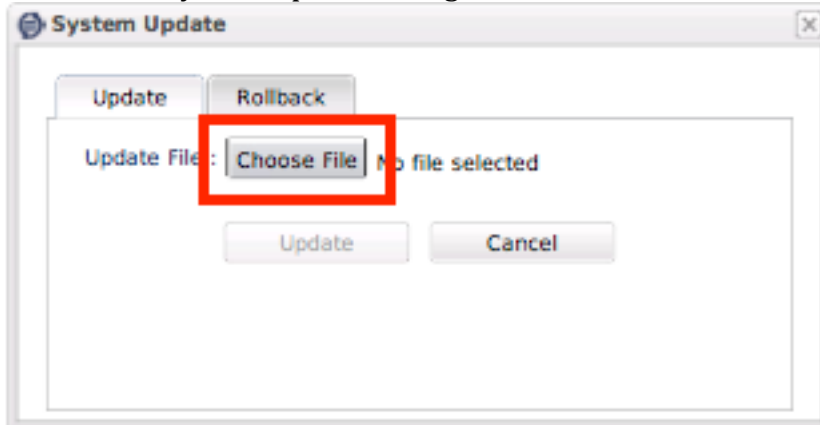 System Update
Update Rollback
Update File : Choose File No file selected
Update Cancel